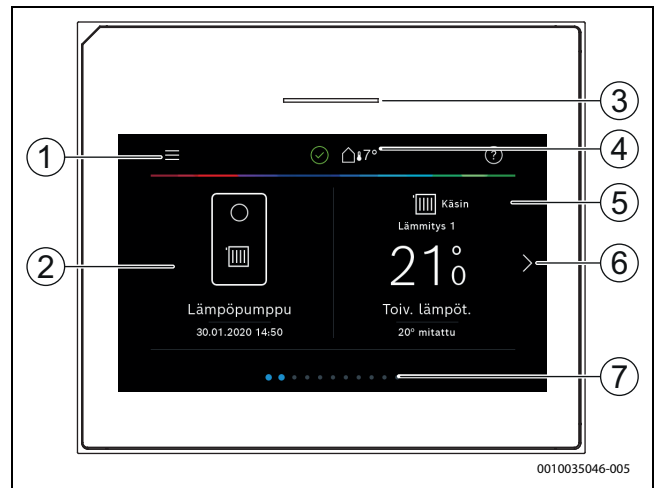 3
7°
?
4
1
Käsin
Lämmitys 1
5
21°0
6
2
Lämpöpumppu
30.01.2020 14:50
Toiv. lämpöt.
20° mitattu
7
0010035046-005